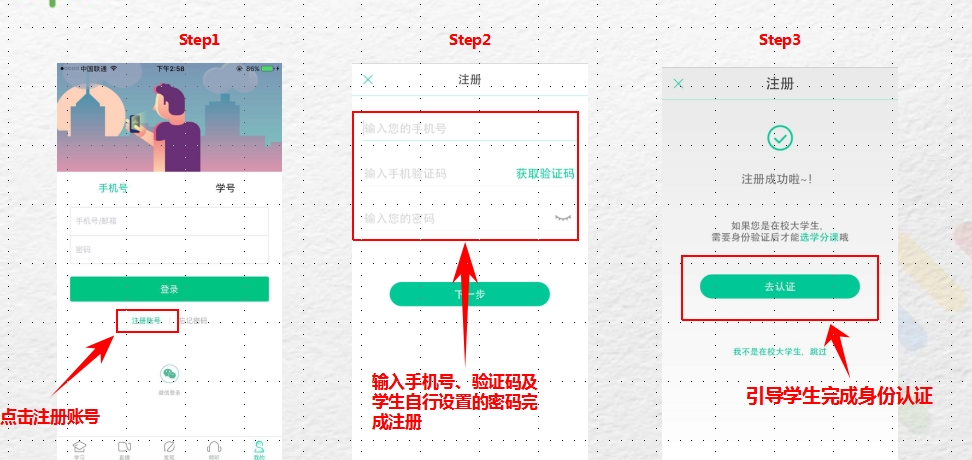 Step1
Step2
Step3
中国联通
下午2:58
86%
手机号
学号
手机号/邮箱
密码
登录
注册账号
忘记密码
微信登录
点击注册账号
学习
直播
发现
我的
注册
输入您的手机号
输入手机验证码
获取验证码
输入您的密码
下一步
输入手机号、验证码及
学生自行设置的密码完
成注册
注册
注册成功啦~!
如果您是在校大学生,
需要身份验证后才能选学分课哦
去认证
我不是在校大学生，跳过
引导学生完成身份认证